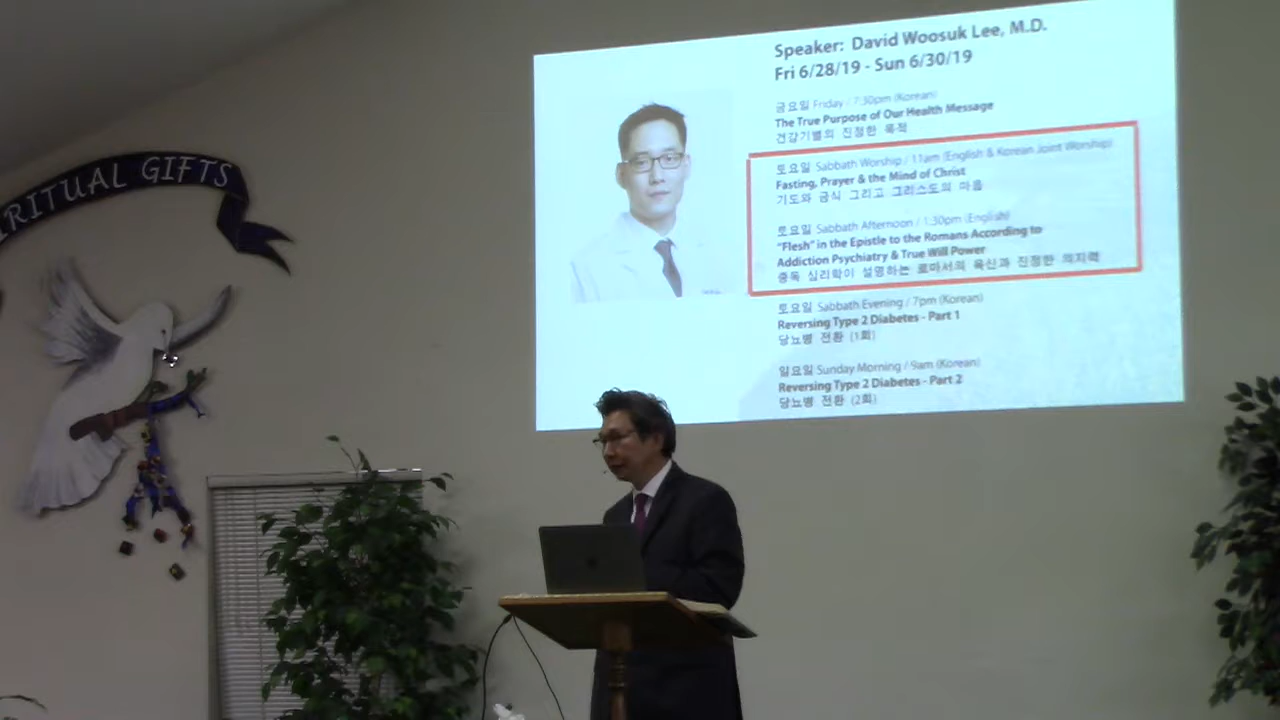 RITUAL GIFTS
Speaker: David Woosuk Lee, M.D.
Fri 6/28/19 - Sun 6/30/19
금요일 Friday / 7:30pm (Korean)
The True Purpose of Our Health Message
건강기별의 진정한 목적
토요일 Sabbath Worship / 11am (English & Korean Joint Worship)
Fasting, Prayer & the Mind of Christ
기도와 금식 그리고 그리스도의 마음
토요일 Sabbath Afternoon / 1:30pm (English)
"Flesh" in the Epistle to the Romans According to
Addiction Psychiatry & True Will Power
중독 심리학이 설명하는 로마서의 육신과 진정한 의지력
토요일 Sabbath Evening / 7pm (Korean)
Reversing Type 2 Diabetes - Part 1
당뇨병 전환 (1회)
일요일 Sunday Morning / 9am (Korean)
Reversing Type 2 Diabetes - Part 2
당뇨병 전환 (2회)